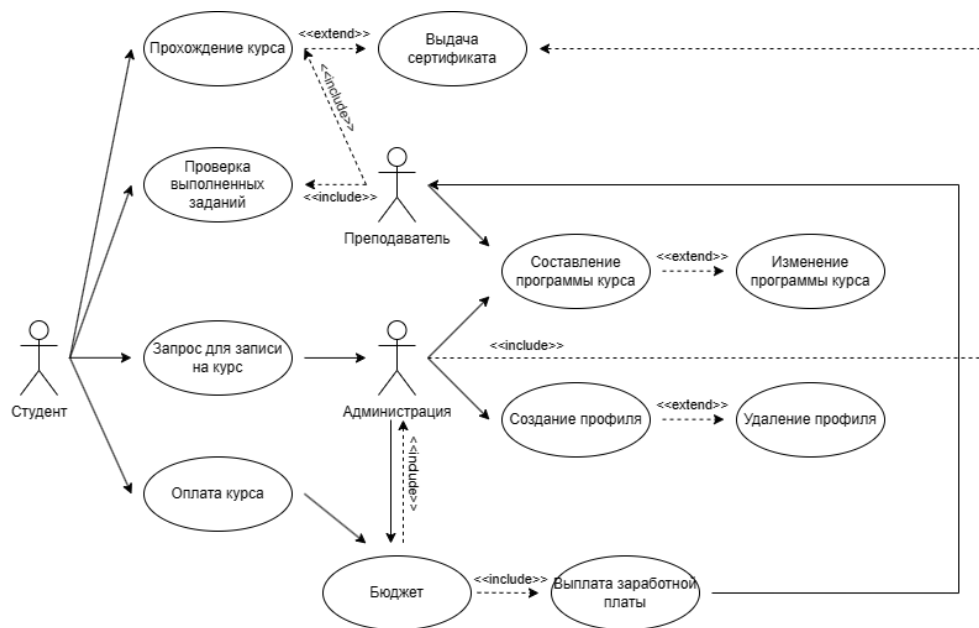 Прохождение курса
<<extend>>
Выдача
сертификата
<<include>>
Проверка
выполненных
заданий
<<include>>
Преподаватель
Составление
программы курса
<<extend>>
Изменение
программы курса
Студент
Запрос для записи
на курс
Администрация
<<include>>
Создание профиля
<<extend>>
Удаление профиля
<<include>>
Оплата курса
Бюджет
<<include>>
Выплата заработной
платы